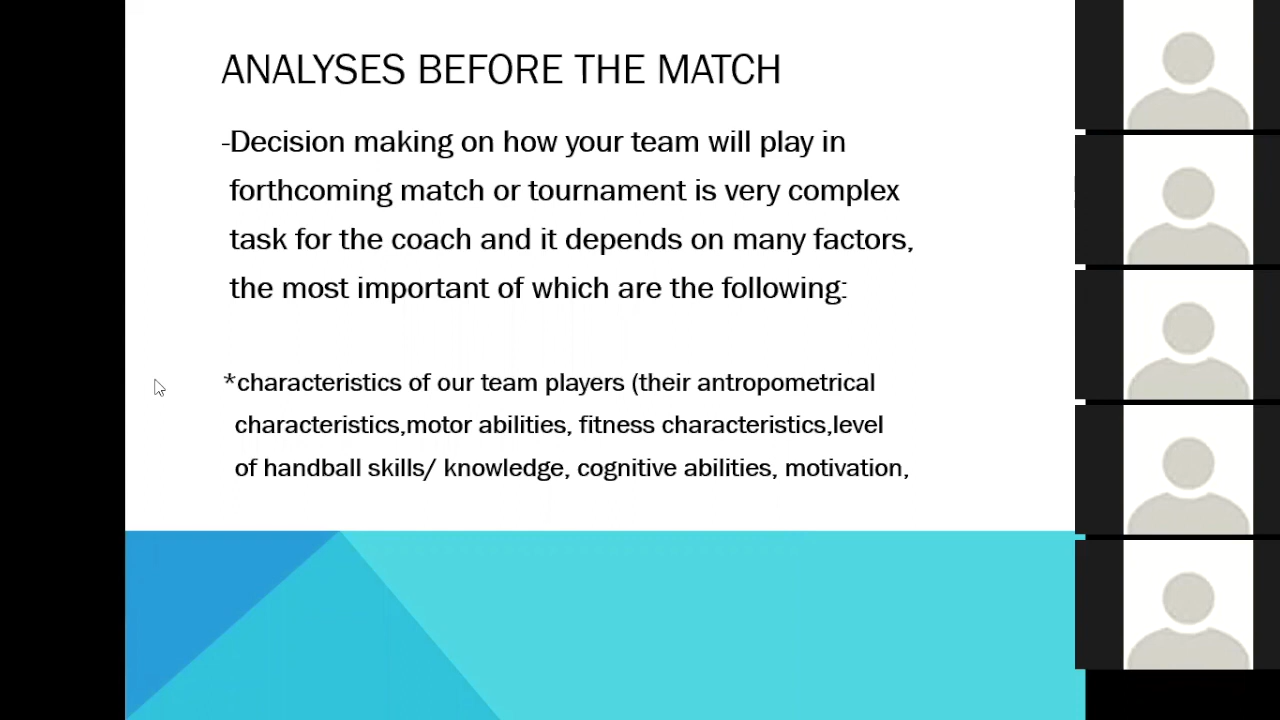 ANALYSES BEFORE THE MATCH
-Decision making on how your team will play in
forthcoming match or tournament is very complex
task for the coach and it depends on many factors,
the most important of which are the following:
*characteristics of our team players (their antropometrical
characteristics,motor abilities, fitness characteristics,level
of handball skills/ knowledge, cognitive abilities, motivation,